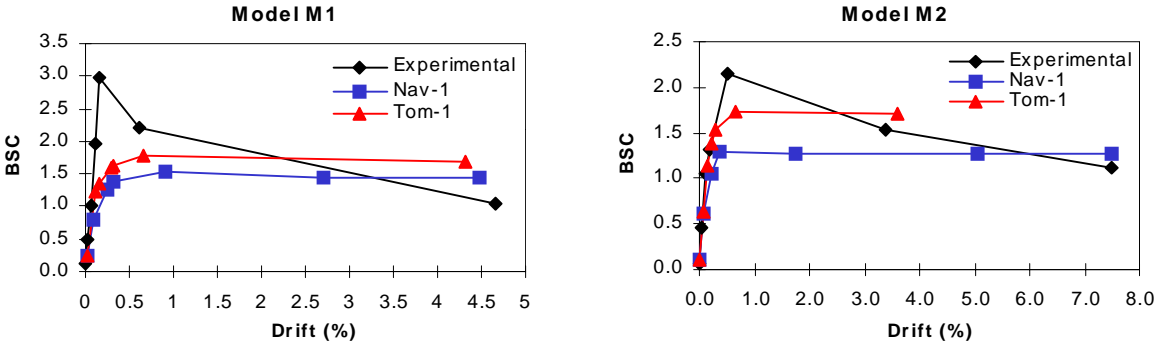 Model M1
3.5
3.0
2.5
2.0
1.5
1.0
0.5
0.0
BSC
0 0.5 1 1.5 2 2.5 3 3.5 4 4.5 5
Drift (%)
Experimental
Nav-1
Tom-1
Model M2
2.5
2.0
1.5
1.0
0.5
0.0
BSC
0.0 1.0 2.0 3.0 4.0 5.0 6.0 7.0 8.0
Drift (%)
Experimental
Nav-1
Tom-1